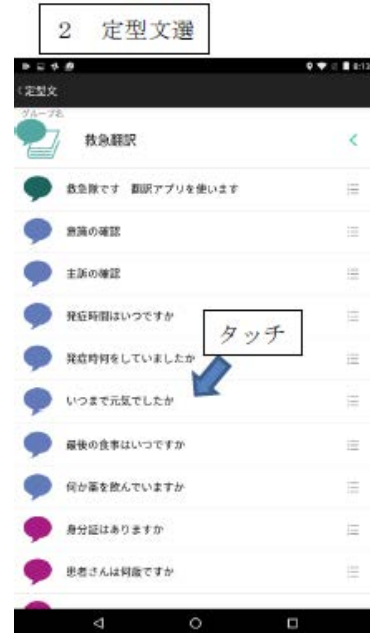 2 定型文選
8:13
定型文
グループ名
救急翻訳
救急隊です 翻訳アプリを使います
意識の確認
主訴の確認
発症時間はいつですか
タッチ
発症時何をしていましたか
いつまで元気でしたか
最後の食事はいつですか
何か薬を飲んでいますか
身分証はありますか
患者さんは何歳ですか